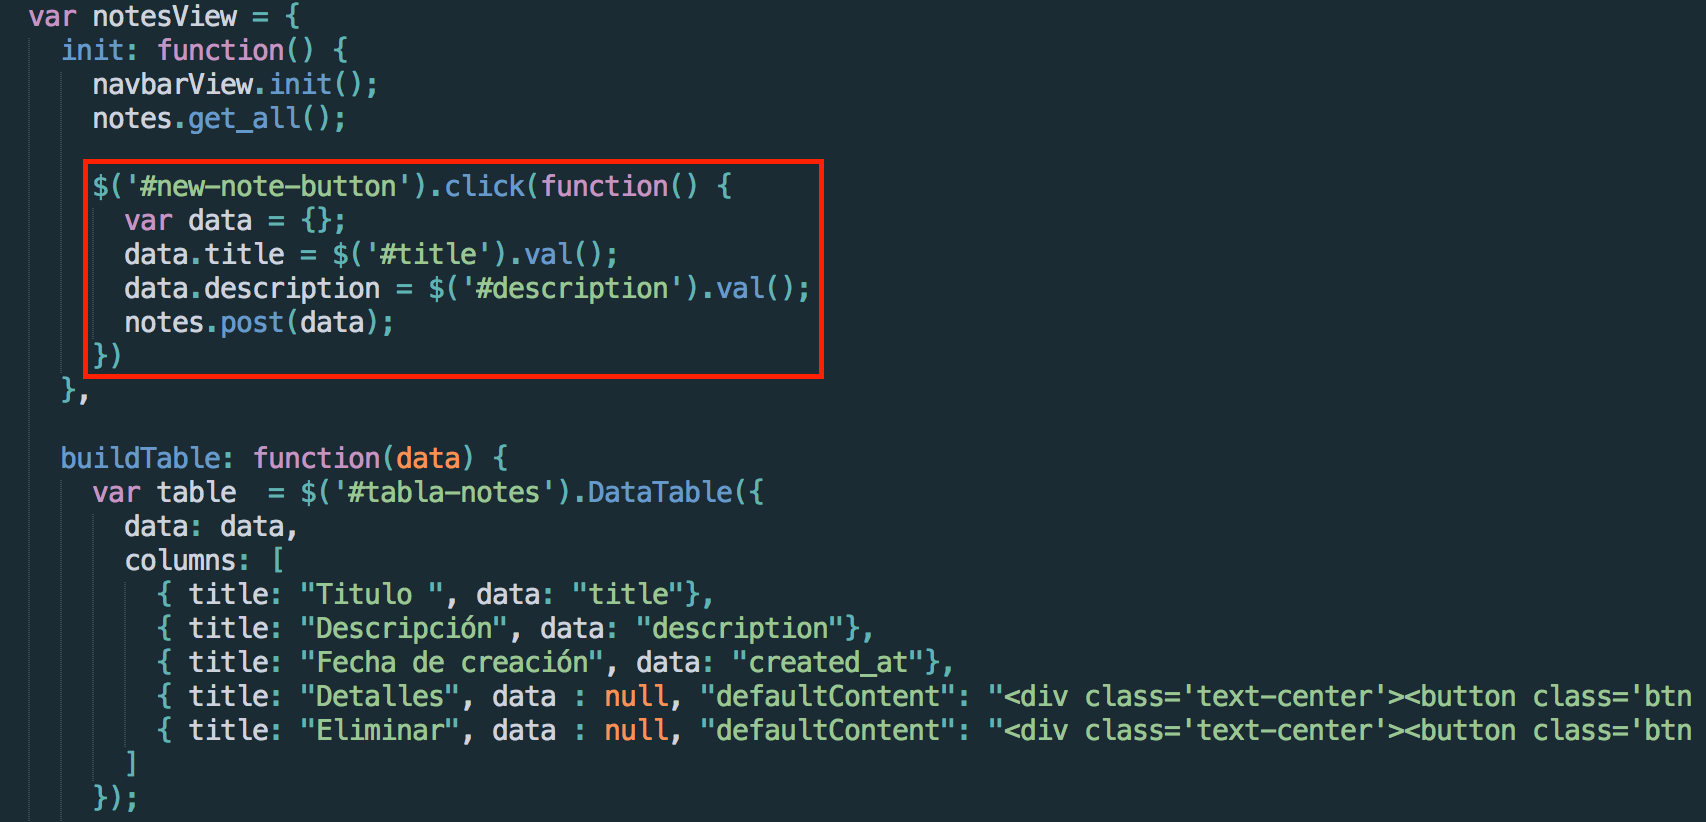 var notesView = {
  init: function() {
    navbarView.init();
    notes.get_all();
    $('#new-note-button').click(function() {
      var data = {};
      data.title = $('#title').val();
      data.description = $('#description').val();
      notes.post(data);
    })
  },
  buildTable: function(data) {
    var table  = $('#tabla-notes').DataTable({
      data: data,
      columns: [
        { title: "Titulo ", data: "title"},
        { title: "Descripción", data: "description"},
        { title: "Fecha de creación", data: "created_at"},
        { title: "Detalles", data : null, "defaultContent": "<div class='text-center'><button class='btn
        { title: "Eliminar", data : null, "defaultContent": "<div class='text-center'><button class='btn
      ]
    });